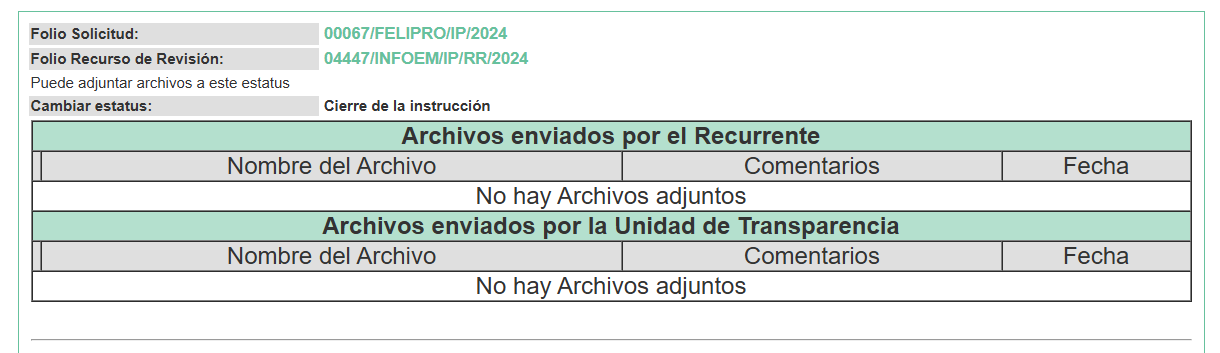 Folio Solicitud: 00067/FELIPRO/IP/2024
Folio Recurso de Revisión: 04447/INFOEM/IP/RR/2024
Puede adjuntar archivos a este estatus
Cambiar estatus: Cierre de la instrucción
Archivos enviados por el Recurrente
Nombre del Archivo Comentarios Fecha
No hay Archivos adjuntos
Archivos enviados por la Unidad de Transparencia
Nombre del Archivo Comentarios Fecha
No hay Archivos adjuntos